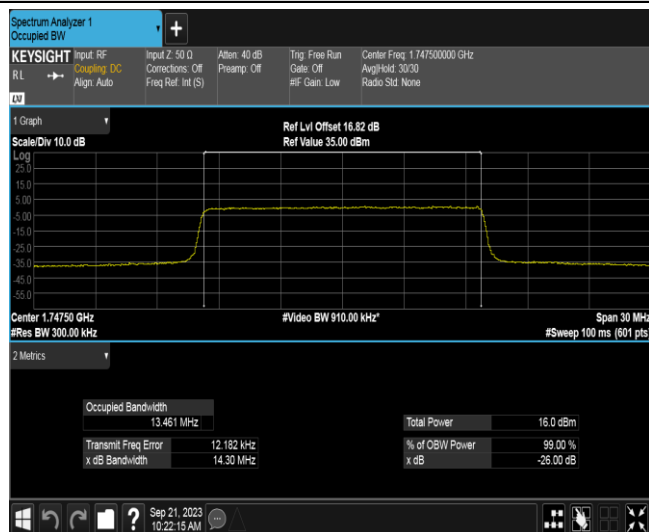 Spectrum Analyzer 1
Occupied BW
+
KEYSIGHT
RL
Input: RF
Coupling: DC
Align: Auto
Input Z: 50 Ω
Corrections: Off
Freq Ref: Int (S)
Atten: 40 dB
Preamp: Off
Trig: Free Run
Gate: Off
#IF Gain: Low
Center Freq: 1.747500000 GHz
Avg|Hold: 30/30
Radio Std: None
LXI
1 Graph
Scale/Div 10.0 dB
Ref Lvl Offset 16.82 dB
Ref Value 35.00 dBm
Log
25.0
15.0
5.00
-5.00
-15.0
-25.0
-35.0
-45.0
-55.0
Center 1.74750 GHz
#Video BW 910.00 kHz*
Span 30 MHz
#Res BW 300.00 kHz
#Sweep 100 ms (601 pts)
2 Metrics
Occupied Bandwidth
13.461 MHz
Total Power 16.0 dBm
Transmit Freq Error 12.182 kHz
% of OBW Power 99.00 %
x dB Bandwidth 14.30 MHz
x dB -26.00 dB
?
Sep 21, 2023
10:22:15 AM